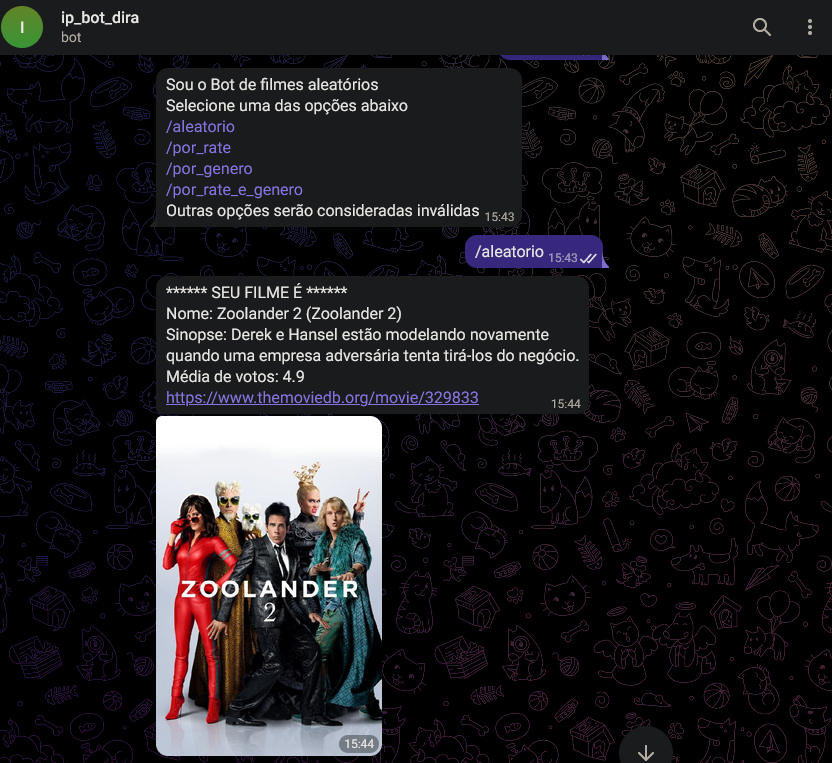 I
ip_bot_dira
bot
Sou o Bot de filmes aleatórios
Selecione uma das opções abaixo
/aleatorio
/por_rate
/por_genero
/por_rate_e_genero
Outras opções serão consideradas inválidas 15:43
/aleatorio 15:43
****** SEU FILME É ******
Nome: Zoolander 2 (Zoolander 2)
Sinopse: Derek e Hansel estão modelando novamente
quando uma empresa adversária tenta tirá-los do negócio.
Média de votos: 4.9
https://www.themoviedb.org/movie/329833 15:44
ZOOLANDER
2
15:44